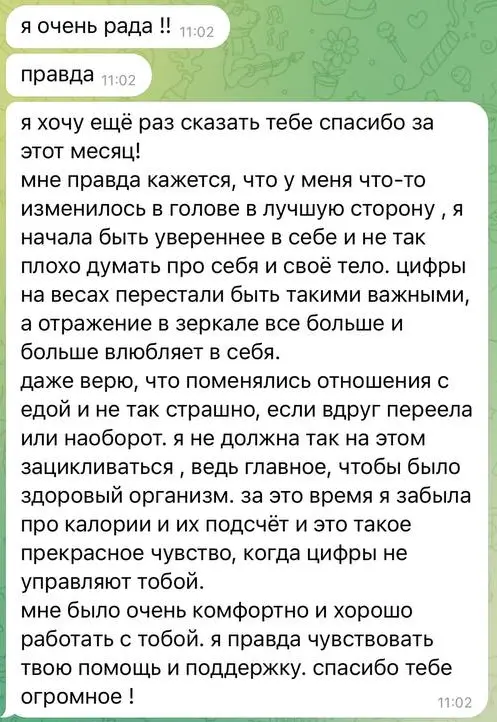 я очень рада !! 11:02
правда 11:02
я хочу ещё раз сказать тебе спасибо за
этот месяц!
мне правда кажется, что у меня что-то
изменилось в голове в лучшую сторону , я
начала быть увереннее в себе и не так
плохо думать про себя и своё тело. цифры
на весах перестали быть такими важными,
а отражение в зеркале все больше и
больше влюбляет в себя.
даже верю, что поменялись отношения с
едой и не так страшно, если вдруг переела
или наоборот. я не должна так на этом
зацикливаться , ведь главное, чтобы было
здоровый организм. за это время я забыла
про калории и их подсчёт и это такое
прекрасное чувство, когда цифры не
управляют тобой.
мне было очень комфортно и хорошо
работать с тобой. я правда чувствовать
твою помощь и поддержку. спасибо тебе
огромное ! 11:02